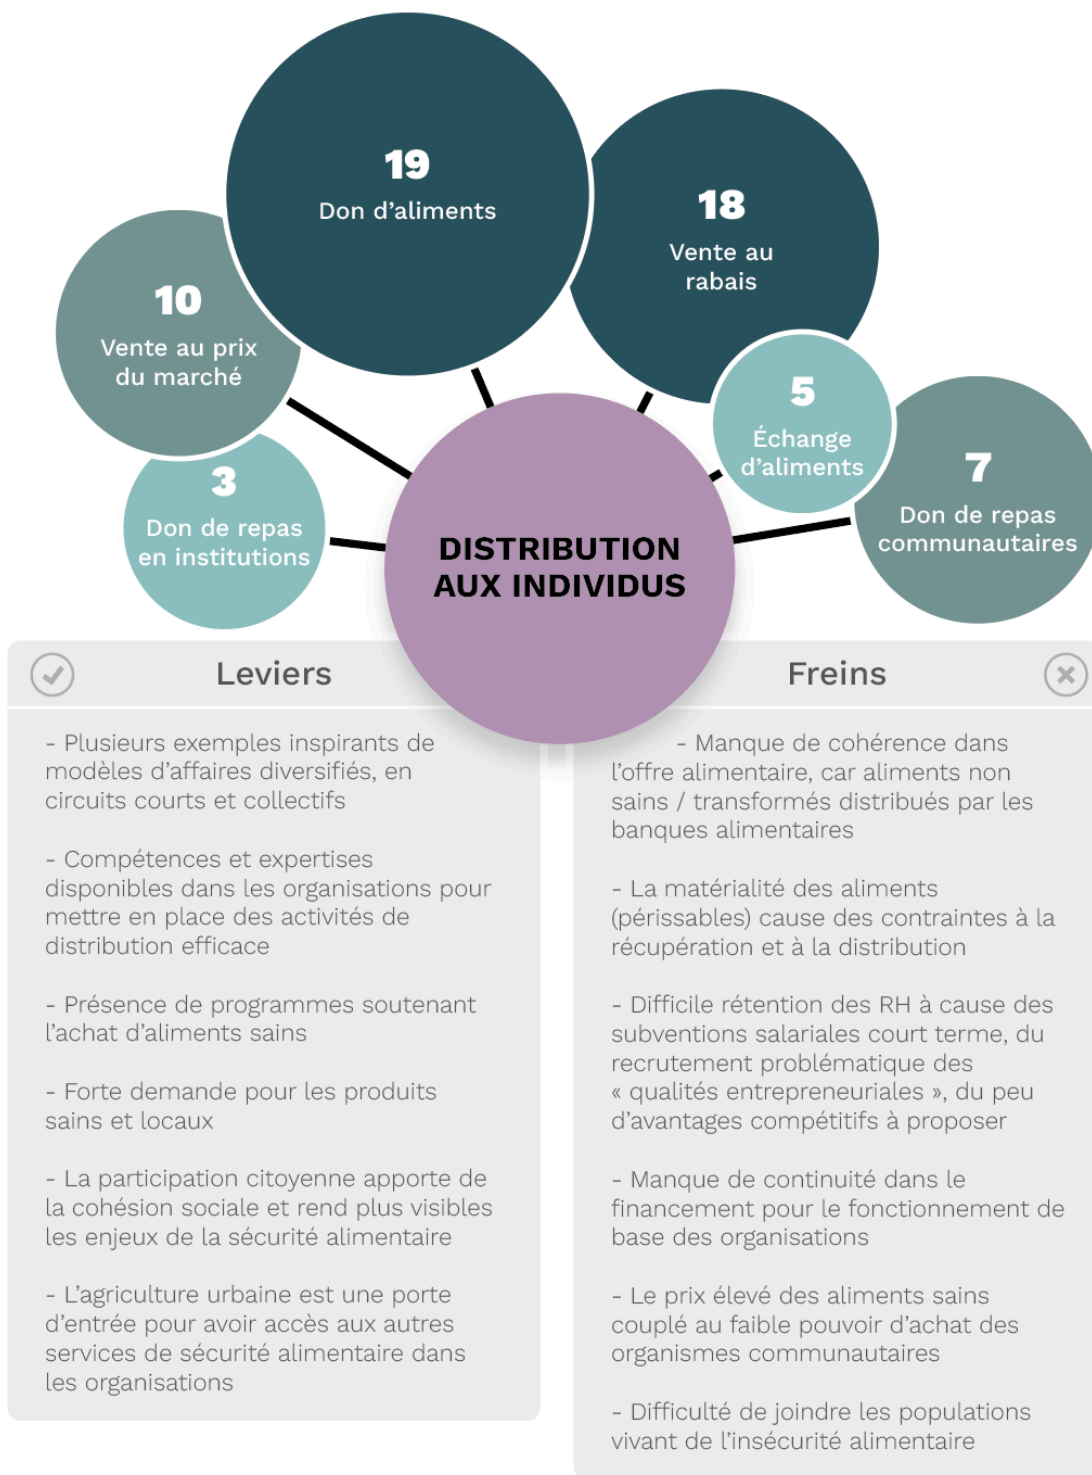 19
Don d'aliments
18
Vente au
rabais
10
Vente au prix
du marché
5
Échange
d'aliments
3
Don de repas
en institutions
7
Don de repas
communautaires
DISTRIBUTION
AUX INDIVIDUS
Leviers
- Plusieurs exemples inspirants de
modèles d'affaires diversifiés, en
circuits courts et collectifs
- Compétences et expertises
disponibles dans les organisations pour
mettre en place des activités de
distribution efficace
- Présence de programmes soutenant
l'achat d'aliments sains
- Forte demande pour les produits
sains et locaux
- La participation citoyenne apporte de
la cohésion sociale et rend plus visibles
les enjeux de la sécurité alimentaire
- L'agriculture urbaine est une porte
d'entrée pour avoir accès aux autres
services de sécurité alimentaire dans
les organisations
Freins
- Manque de cohérence dans
l'offre alimentaire, car aliments non
sains / transformés distribués par les
banques alimentaires
- La matérialité des aliments
(périssables) cause des contraintes à la
récupération et à la distribution
- Difficile rétention des RH à cause des
subventions salariales court terme, du
recrutement problématique des
« qualités entrepreneuriales », du peu
d'avantages compétitifs à proposer
- Manque de continuité dans le
financement pour le fonctionnement de
base des organisations
- Le prix élevé des aliments sains
couplé au faible pouvoir d'achat des
organismes communautaires
- Difficulté de joindre les populations
vivant de l'insécurité alimentaire